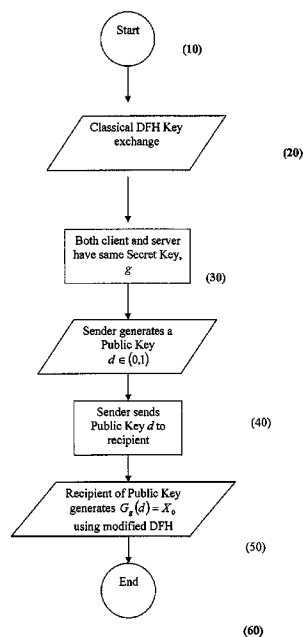 Start
(10)
Classical DFH Key
exchange
(20)
Both client and server
have same Secret Key,
g
(30)
Sender generates a
Public Key
d ∈ (0,1)
Sender sends
Public Key d to
recipient
(40)
Recipient of Public Key
generates G_g(d) = X_0
using modified DFH
(50)
End
(60)